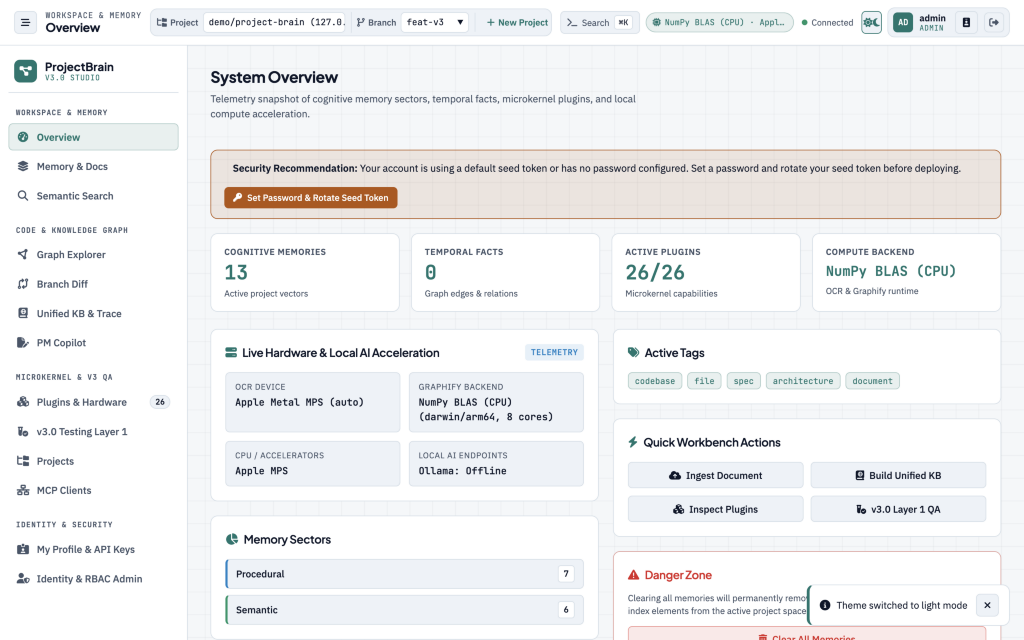 WORKSPACE & MEMORY
Overview
Project
demo/project-brain (127.0.
Branch
feat-v3
+ New Project
Search
⌘K
NumPy BLAS (CPU) · Appl…
Connected
AD
admin
ADMIN
ProjectBrain
V3.0 STUDIO
WORKSPACE & MEMORY
Overview
Memory & Docs
Semantic Search
CODE & KNOWLEDGE GRAPH
Graph Explorer
Branch Diff
Unified KB & Trace
PM Copilot
MICROKERNEL & V3 QA
Plugins & Hardware
26
v3.0 Testing Layer 1
Projects
MCP Clients
IDENTITY & SECURITY
My Profile & API Keys
Identity & RBAC Admin
System Overview
Telemetry snapshot of cognitive memory sectors, temporal facts, microkernel plugins, and local
compute acceleration.
Security Recommendation: Your account is using a default seed token or has no password configured. Set a password and rotate your seed token before deploying.
Set Password & Rotate Seed Token
COGNITIVE MEMORIES
13
Active project vectors
TEMPORAL FACTS
0
Graph edges & relations
ACTIVE PLUGINS
26/26
Microkernel capabilities
COMPUTE BACKEND
NumPy BLAS (CPU)
OCR & Graphify runtime
Live Hardware & Local AI Acceleration
TELEMETRY
OCR DEVICE
Apple Metal MPS (auto)
GRAPHIFY BACKEND
NumPy BLAS (CPU)
(darwin/arm64, 8 cores)
CPU / ACCELERATORS
Apple MPS
LOCAL AI ENDPOINTS
Ollama: Offline
Memory Sectors
Procedural
7
Semantic
6
Active Tags
codebase
file
spec
architecture
document
Quick Workbench Actions
Ingest Document
Build Unified KB
Inspect Plugins
v3.0 Layer 1 QA
Danger Zone
Clearing all memories will permanently remov
index elements from the active project space
Clear All Memories
Theme switched to light mode